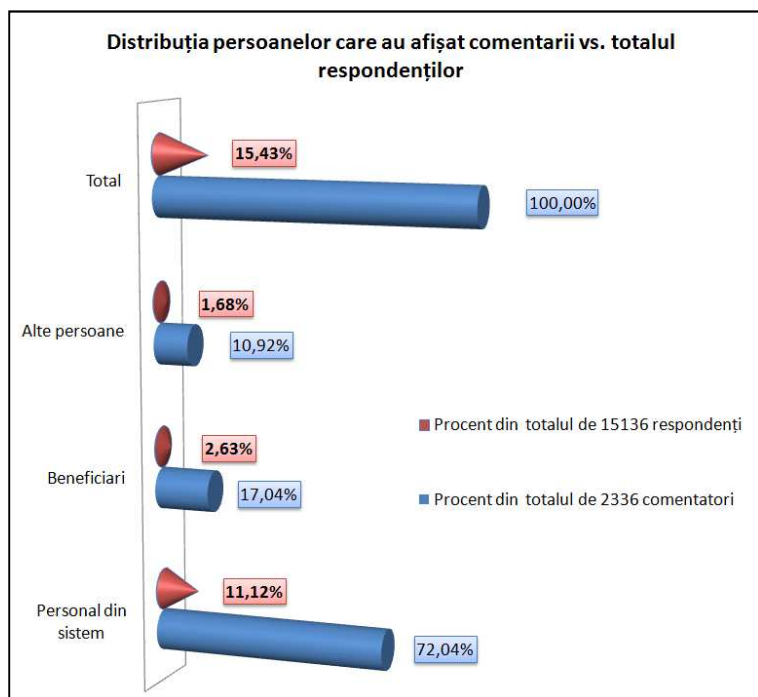 Distribuția persoanelor care au afișat comentarii vs. totalul
respondenților
Total
15,43%
100,00%
Alte persoane
1,68%
10,92%
Beneficiari
2,63%
17,04%
Personal din
sistem
11,12%
72,04%
Procent din totalul de 15136 respondenți
Procent din totalul de 2336 comentatori